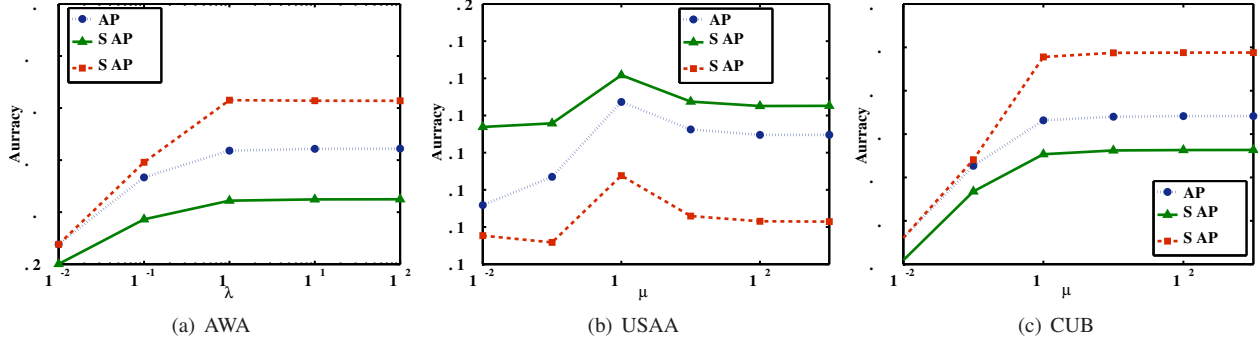 AP
S AP
S AP
Aurracy
.2
1 -2
1 -1
1
1 1
1 2
λ
(a) AWA
AP
S AP
S AP
Aurracy
.2
.1
.1
.1
.1
.1
.1
.1
1 -2
1
1 2
μ
(b) USAA
AP
S AP
S AP
Aurracy
1 -2
1
1 2
μ
(c) CUB